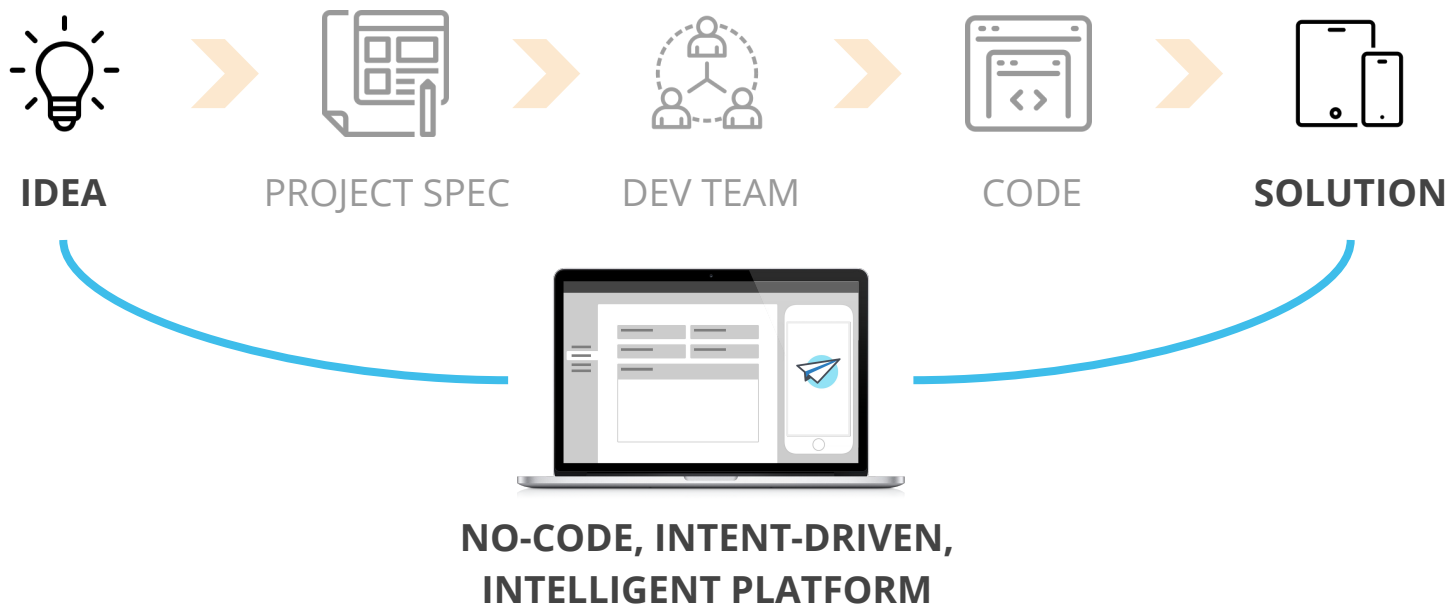 IDEA
PROJECT SPEC
DEV TEAM
CODE
SOLUTION
NO-CODE, INTENT-DRIVEN,
INTELLIGENT PLATFORM